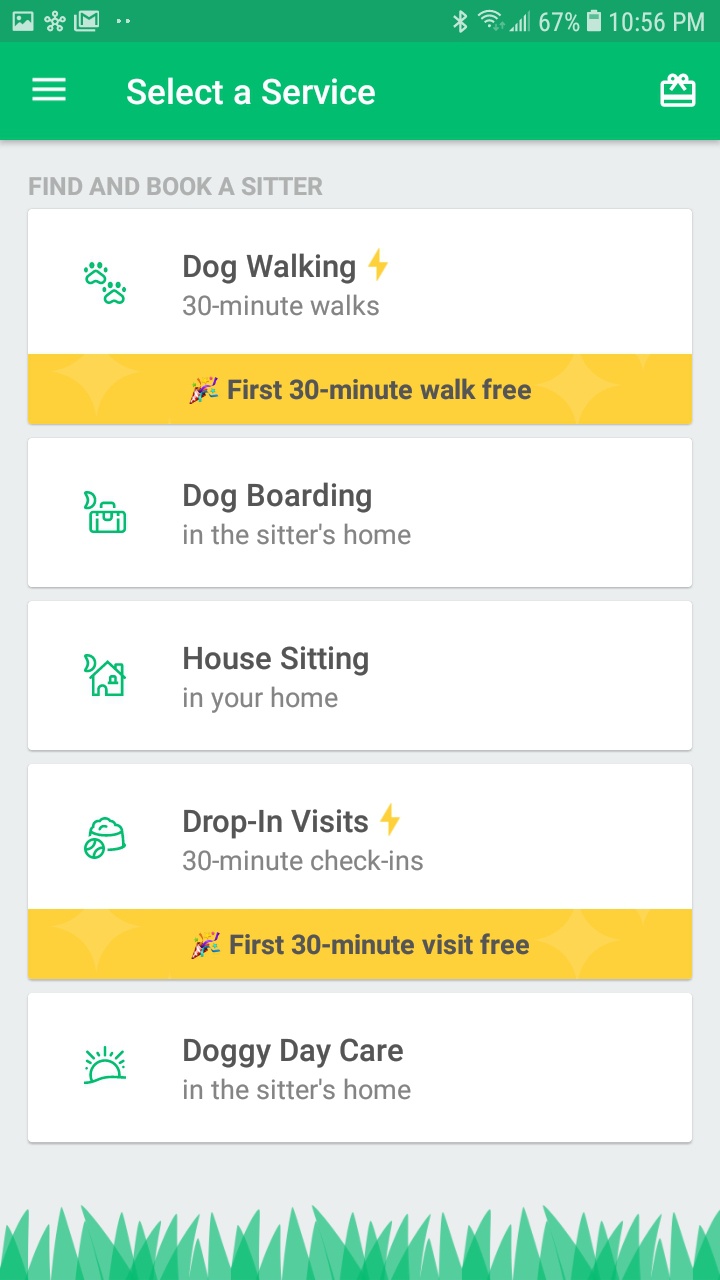 67% 10:56 PM
Select a Service
FIND AND BOOK A SITTER
Dog Walking⚡
30-minute walks
🎉 First 30-minute walk free
Dog Boarding
in the sitter's home
House Sitting
in your home
Drop-In Visits⚡
30-minute check-ins
🎉 First 30-minute visit free
Doggy Day Care
in the sitter's home